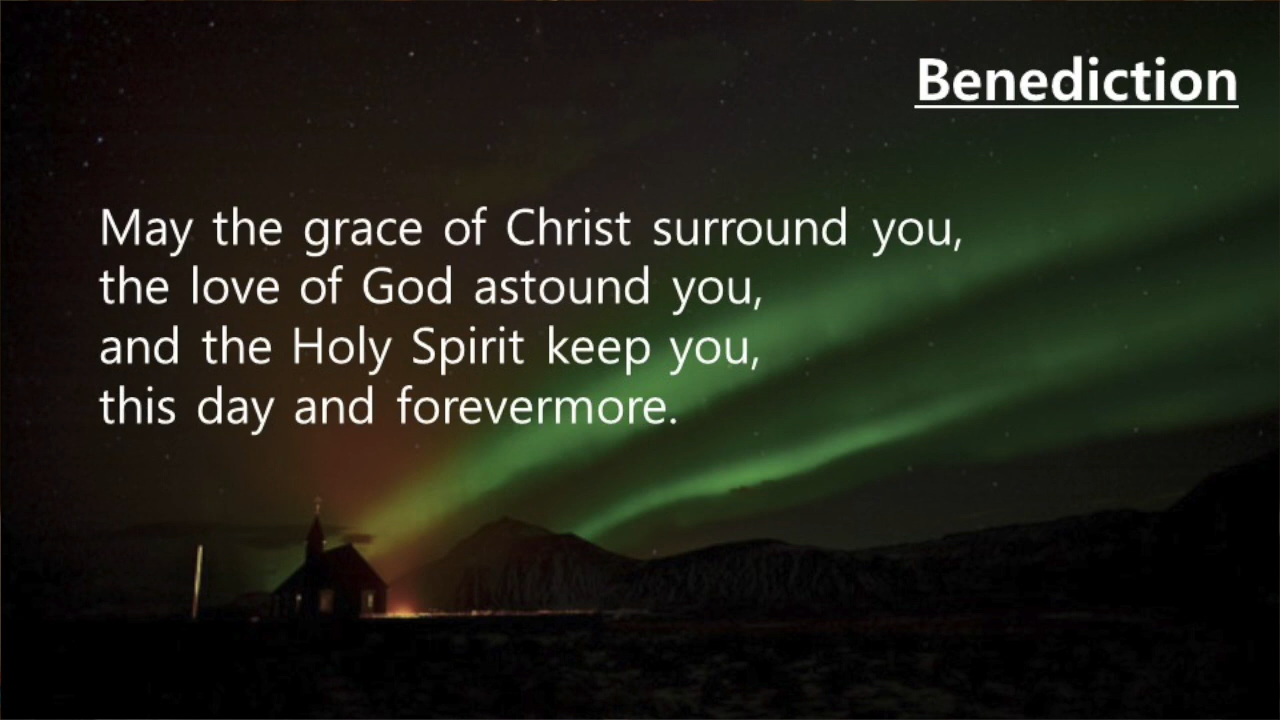 Benediction
May the grace of Christ surround you,
the love of God astound you,
and the Holy Spirit keep you,
this day and forevermore.